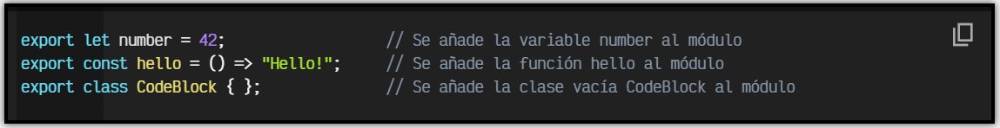 export let number = 42; // Se añade la variable number al módulo
export const hello = () => "Hello!"; // Se añade la función hello al módulo
export class CodeBlock { }; // Se añade la clase vacía CodeBlock al módulo